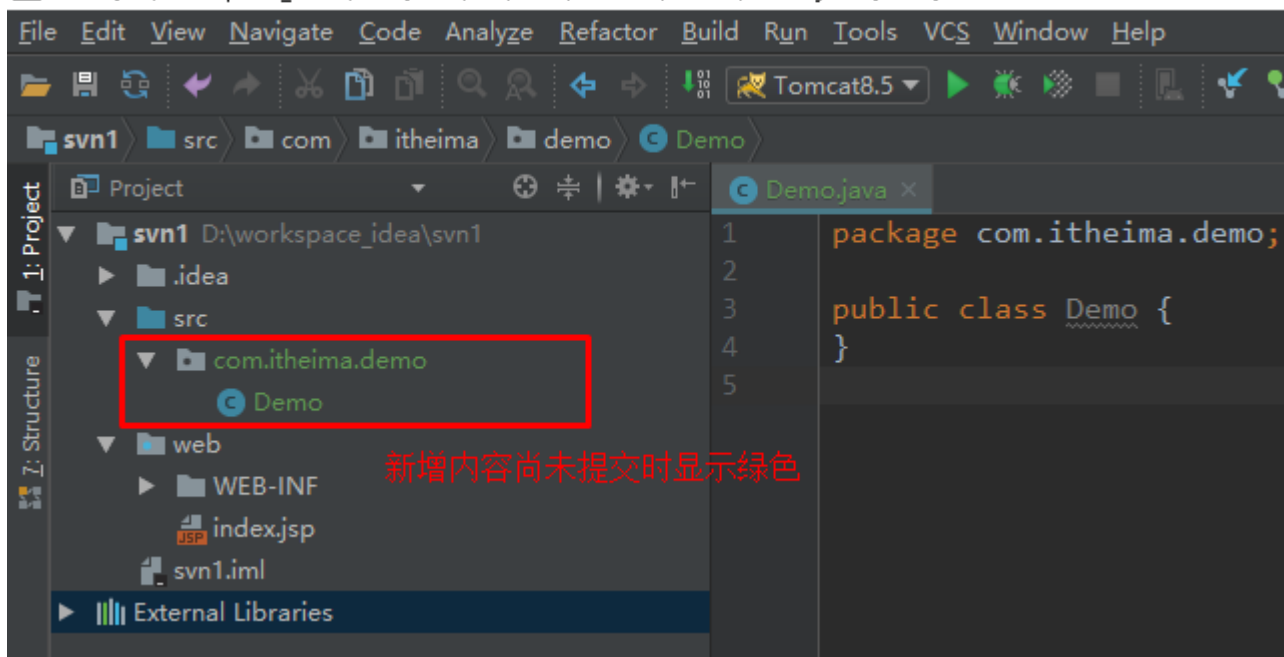 File Edit View Navigate Code Analyze Refactor Build Run Tools VCS Window Help
Tomcat8.5
svn1 src com itheima demo Demo
1: Project
7: Structure
Project
svn1 D:\workspace_idea\svn1
.idea
src
com.itheima.demo
Demo
web
WEB-INF
index.jsp
svn1.iml
External Libraries
新增内容尚未提交时显示绿色
Demo.java
1 package com.itheima.demo;
2
3 public class Demo {
4 }
5